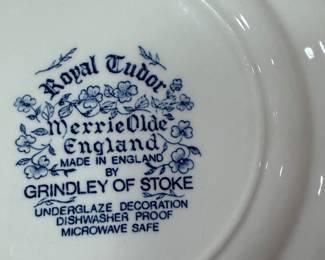 Royal Tudor
Merrie Olde
England
MADE IN ENGLAND
BY
GRINDLEY OF STOKE
UNDERGLAZE DECORATION
DISHWASHER PROOF
MICROWAVE SAFE